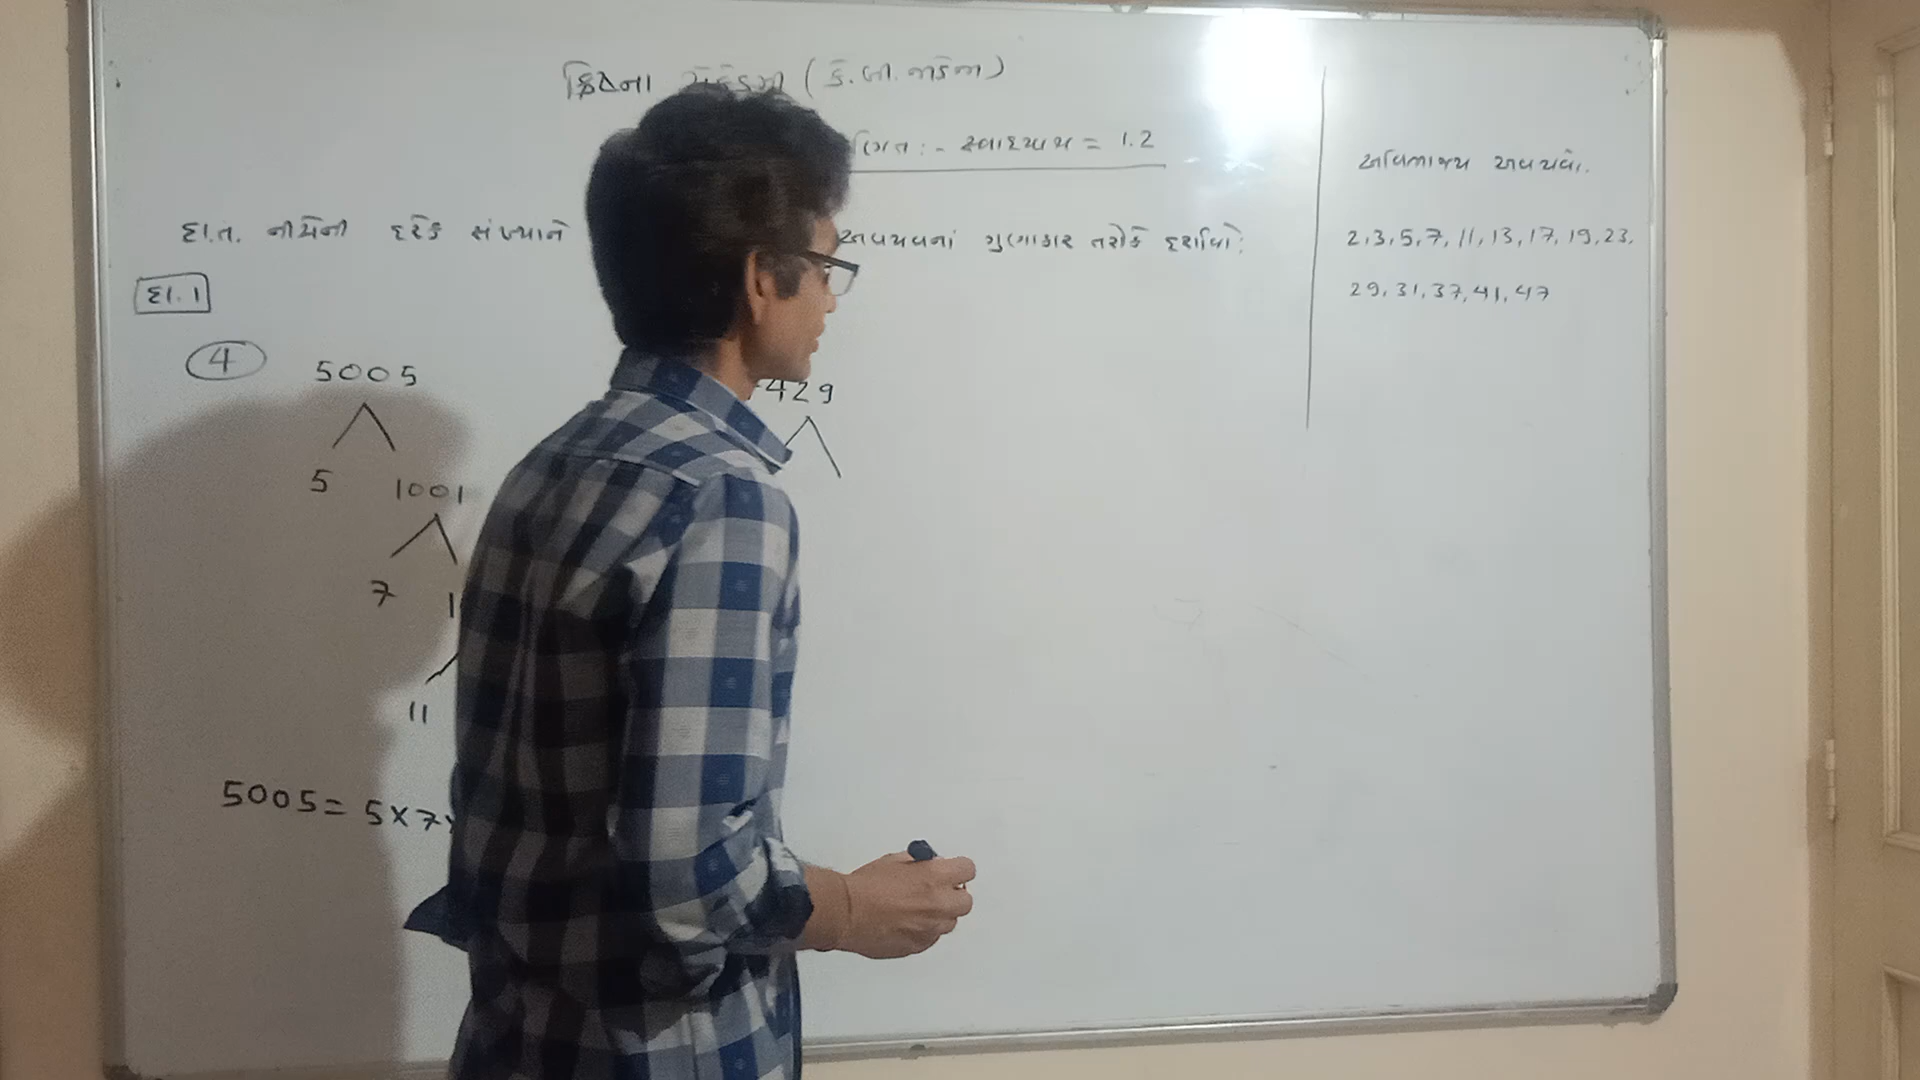 ક્રિષ્ના (કે.બી. જાડેજા)
ણિત :- સ્વાધ્યાય = 1.2
દા.ત. નીચેની દરેક સંખ્યાને અવયવનાં ગુણાકાર તરીકે દર્શાવો:
દા. 1
4
5005
5 1001
7
11
5005 = 5 × 7
429
અવિભાજ્ય અવયવો.
2, 3, 5, 7, 11, 13, 17, 19, 23,
29, 31, 37, 41, 47